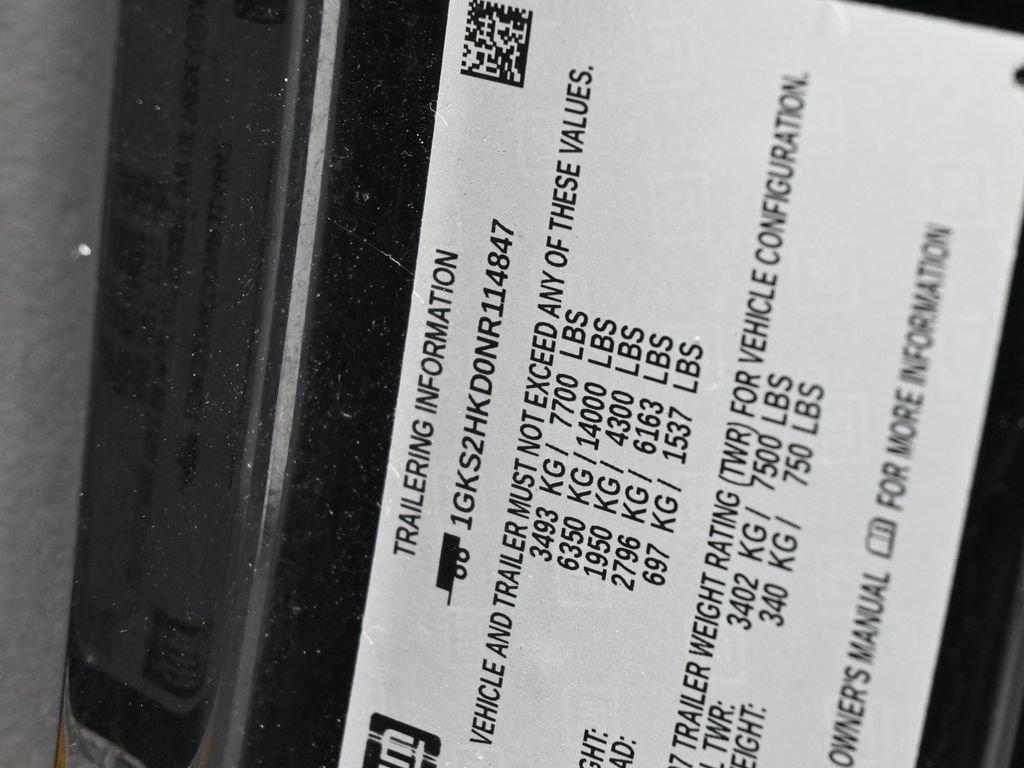 TRAILERING INFORMATION
1GKS2HKD0NR114847
VEHICLE AND TRAILER MUST NOT EXCEED ANY OF THESE VALUES.
3493 KG / 7700 LBS
6350 KG / 14000 LBS
1950 KG / 4300 LBS
2796 KG / 6163 LBS
697 KG / 1537 LBS
TRAILER WEIGHT RATING (TWR) FOR VEHICLE CONFIGURATION.
TWR: 3402 KG / 7500 LBS
340 KG / 750 LBS
OWNER'S MANUAL FOR MORE INFORMATION